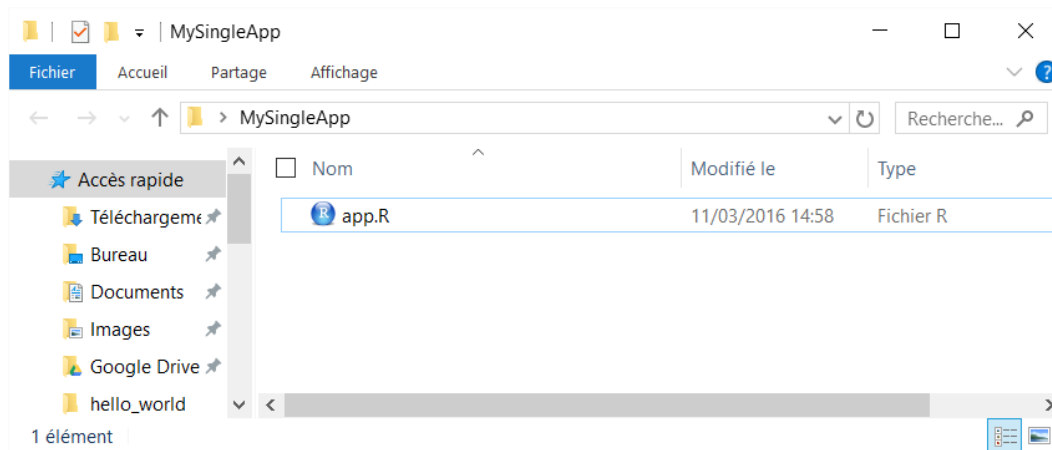 MySingleApp
Fichier Accueil Partage Affichage ?
MySingleApp Recherche...
Accès rapide
Nom Modifié le Type
Téléchargeme
R app.R 11/03/2016 14:58 Fichier R
Bureau
Documents
Images
Google Drive
hello_world
1 élément